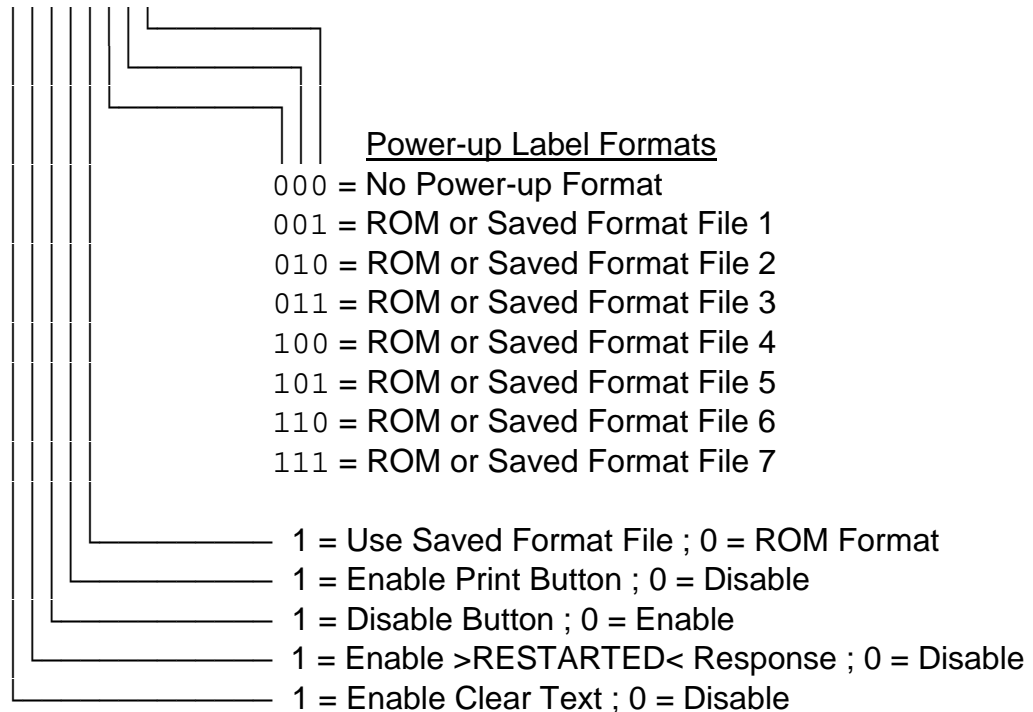 Power-up Label Formats
000 = No Power-up Format
001 = ROM or Saved Format File 1
010 = ROM or Saved Format File 2
011 = ROM or Saved Format File 3
100 = ROM or Saved Format File 4
101 = ROM or Saved Format File 5
110 = ROM or Saved Format File 6
111 = ROM or Saved Format File 7
1 = Use Saved Format File ; 0 = ROM Format
1 = Enable Print Button ; 0 = Disable
1 = Disable Button ; 0 = Enable
1 = Enable >RESTARTED< Response ; 0 = Disable
1 = Enable Clear Text ; 0 = Disable